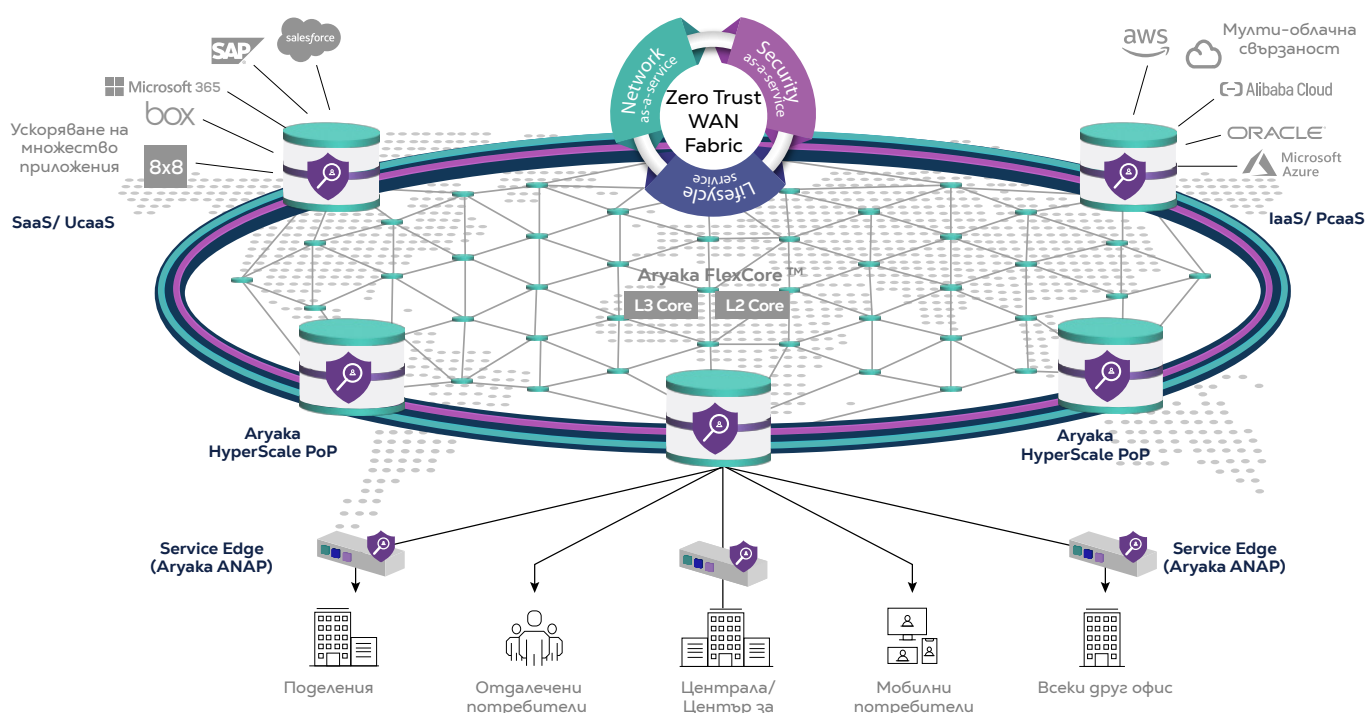 SAP
salesforce
Microsoft 365
box
Ускоряване на
множество
приложения
8x8
SaaS/ UcaaS
Network
as-a-service
Security
as-a-service
Zero Trust
WAN
Fabric
Lifecycle
service
aws
Мулти-облачна
свързаност
Alibaba Cloud
ORACLE
Microsoft
Azure
IaaS/ PcaaS
Aryaka FlexCore ™
L3 Core
L2 Core
Aryaka
HyperScale PoP
Aryaka
HyperScale PoP
Service Edge
(Aryaka ANAP)
Service Edge
(Aryaka ANAP)
Поделения
Отдалечени
потребители
Централа/
Център за
Мобилни
потребители
Всеки друг офис